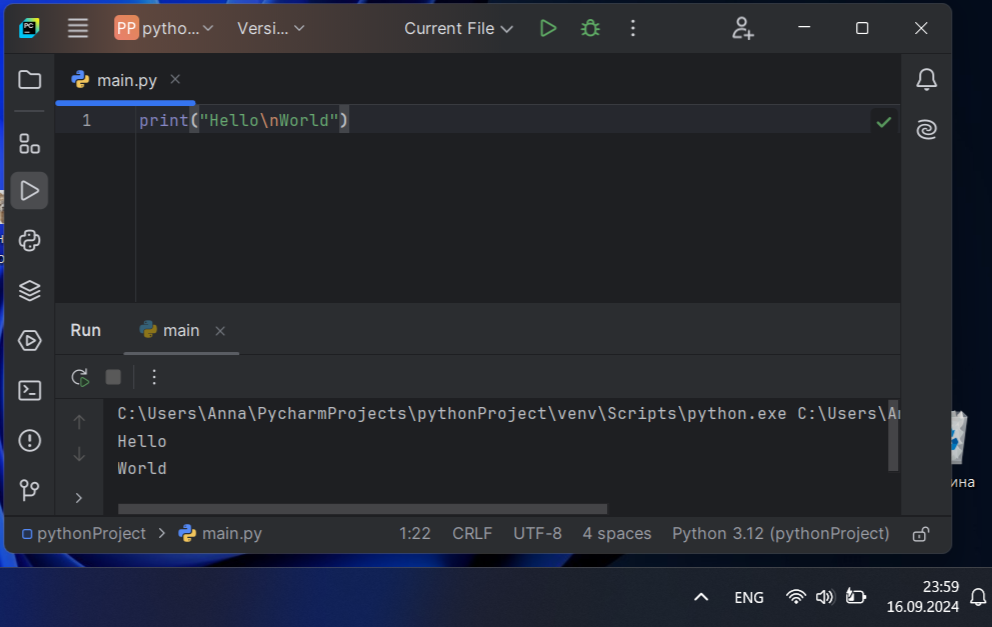 PC PP pytho... Versi... Current File
main.py
1 print("Hello\nWorld")
Run main
C:\Users\Anna\PycharmProjects\pythonProject\venv\Scripts\python.exe C:\Users\A
Hello
World
ина
pythonProject > main.py 1:22 CRLF UTF-8 4 spaces Python 3.12 (pythonProject)
ENG 23:59
16.09.2024